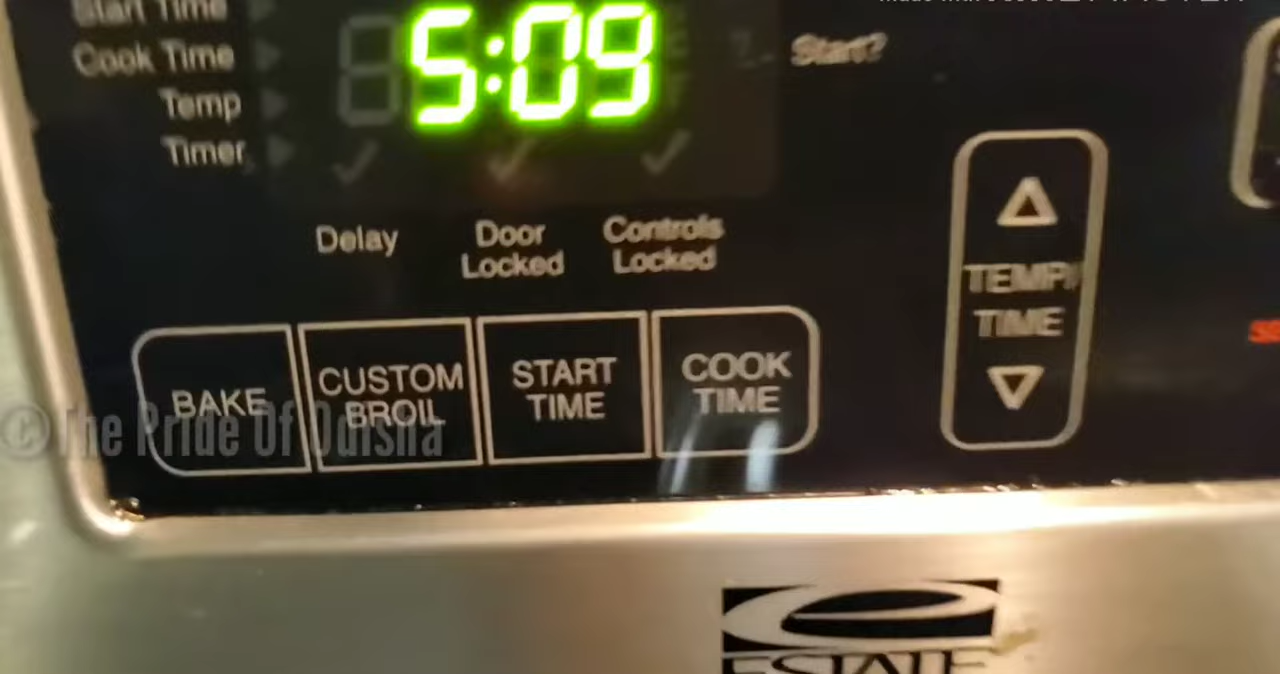 Start Time
Cook Time
Temp
Timer
5:09
Start?
Delay
Door
Locked
Controls
Locked
TEMP/
TIME
BAKE
CUSTOM
BROIL
START
TIME
COOK
TIME
©The Pride Of Odisha
ESTATE